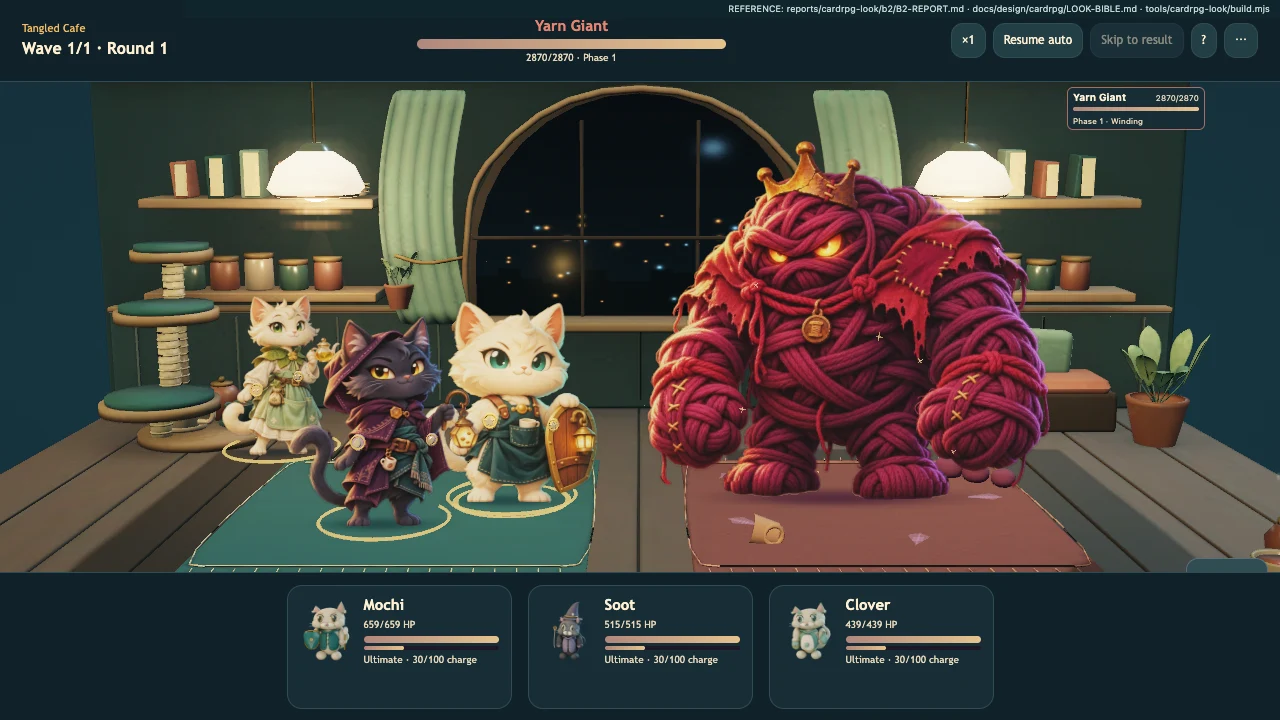 REFERENCE: reports/cardrpg-look/b2/B2-REPORT.md · docs/design/cardrpg/LOOK-BIBLE.md · tools/cardrpg-look/build.mjs
Tangled Cafe
Wave 1/1 · Round 1
Yarn Giant
2870/2870 · Phase 1
×1
Resume auto
Skip to result
?
···
Yarn Giant
2870/2870
Phase 1 · Winding
Mochi
659/659 HP
Ultimate · 30/100 charge
Soot
515/515 HP
Ultimate · 30/100 charge
Clover
439/439 HP
Ultimate · 30/100 charge